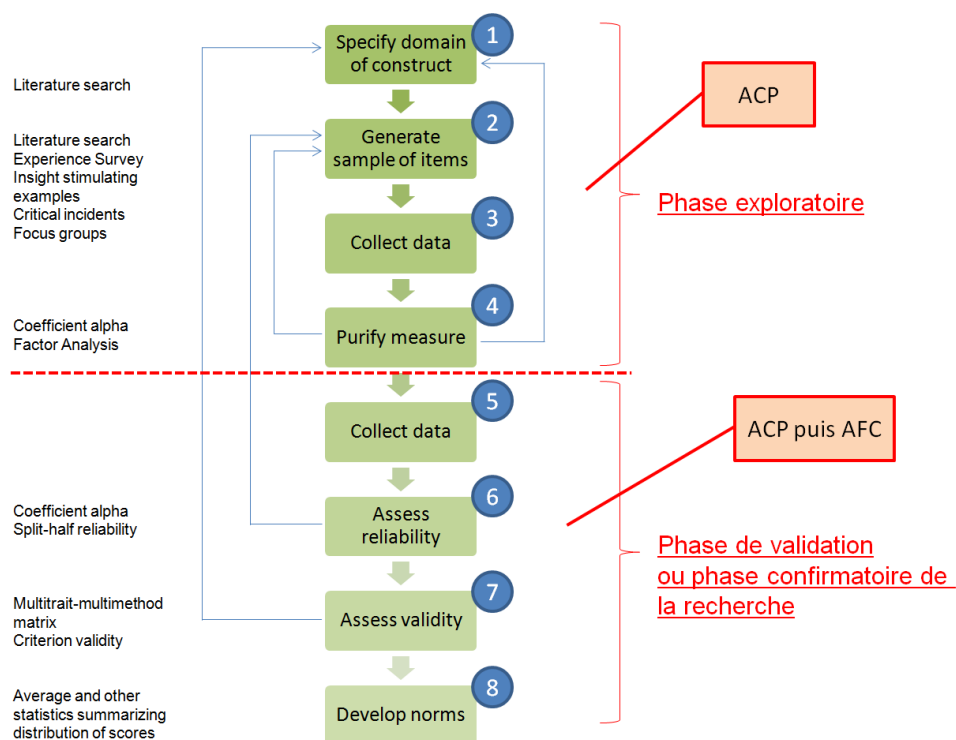 1
Specify domain
of construct
Literature search
ACP
2
Generate
sample of items
Literature search
Experience Survey
Insight stimulating
examples
Critical incidents
Focus groups
Phase exploratoire
3
Collect data
4
Purify measure
Coefficient alpha
Factor Analysis
5
Collect data
ACP puis AFC
6
Assess
reliability
Coefficient alpha
Split-half reliability
Phase de validation
ou phase confirmatoire de
la recherche
7
Assess validity
Multitrait-multimethod
matrix
Criterion validity
8
Develop norms
Average and other
statistics summarizing
distribution of scores